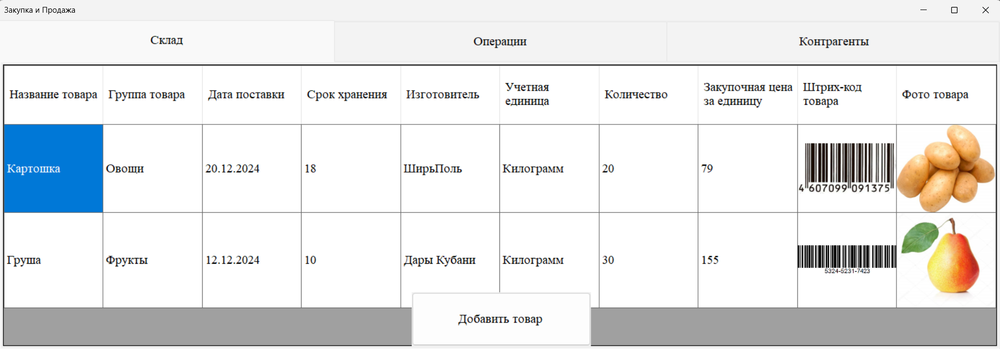 Закупка и Продажа
Склад
Операции
Контрагенты
Название товара
Группа товара
Дата поставки
Срок хранения
Изготовитель
Учетная
единица
Количество
Закупочная цена
за единицу
Штрих-код
товара
Фото товара
Картошка
Овощи
20.12.2024
18
ШирьПоль
Килограмм
20
79
4 607099 091375
Груша
Фрукты
12.12.2024
10
Дары Кубани
Килограмм
30
155
5324-5231-7423
Добавить товар